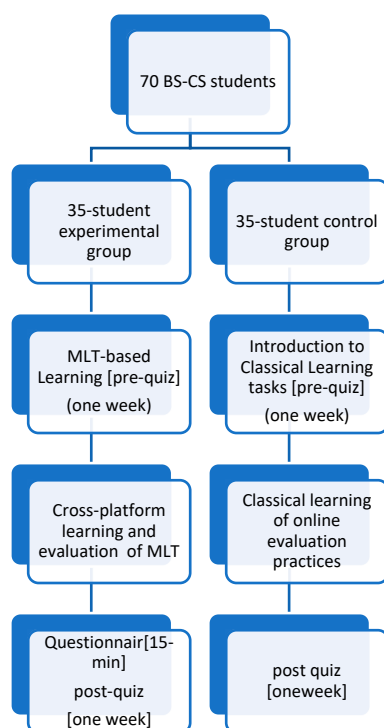 70 BS-CS students
35-student
experimental
group
35-student control
group
MLT-based
Learning [pre-quiz]
(one week)
Introduction to
Classical Learning
tasks [pre-quiz]
(one week)
Cross-platform
learning and
evaluation of MLT
Classical learning
of online
evaluation
practices
Questionnair[15-
min]
post-quiz
[one week]
post quiz
[oneweek]